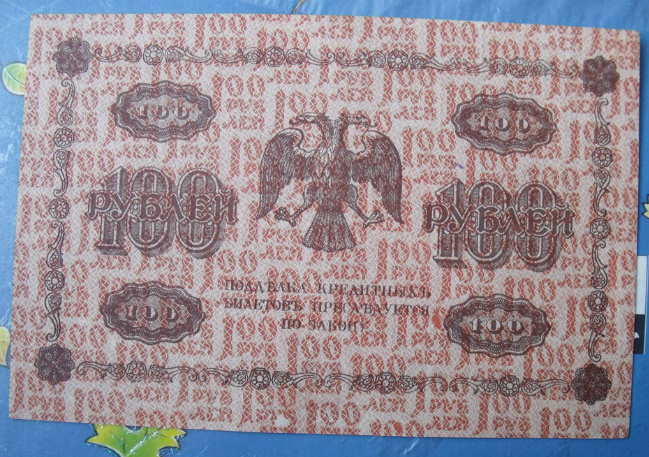 100 100
100 100
РУБЛЕЙ РУБЛЕЙ
ПОДДѢЛКА КРЕДИТНЫХЪ
БИЛЕТОВЪ ПРЕСЛѢДУЕТСЯ
ПО ЗАКОНУ
100 100